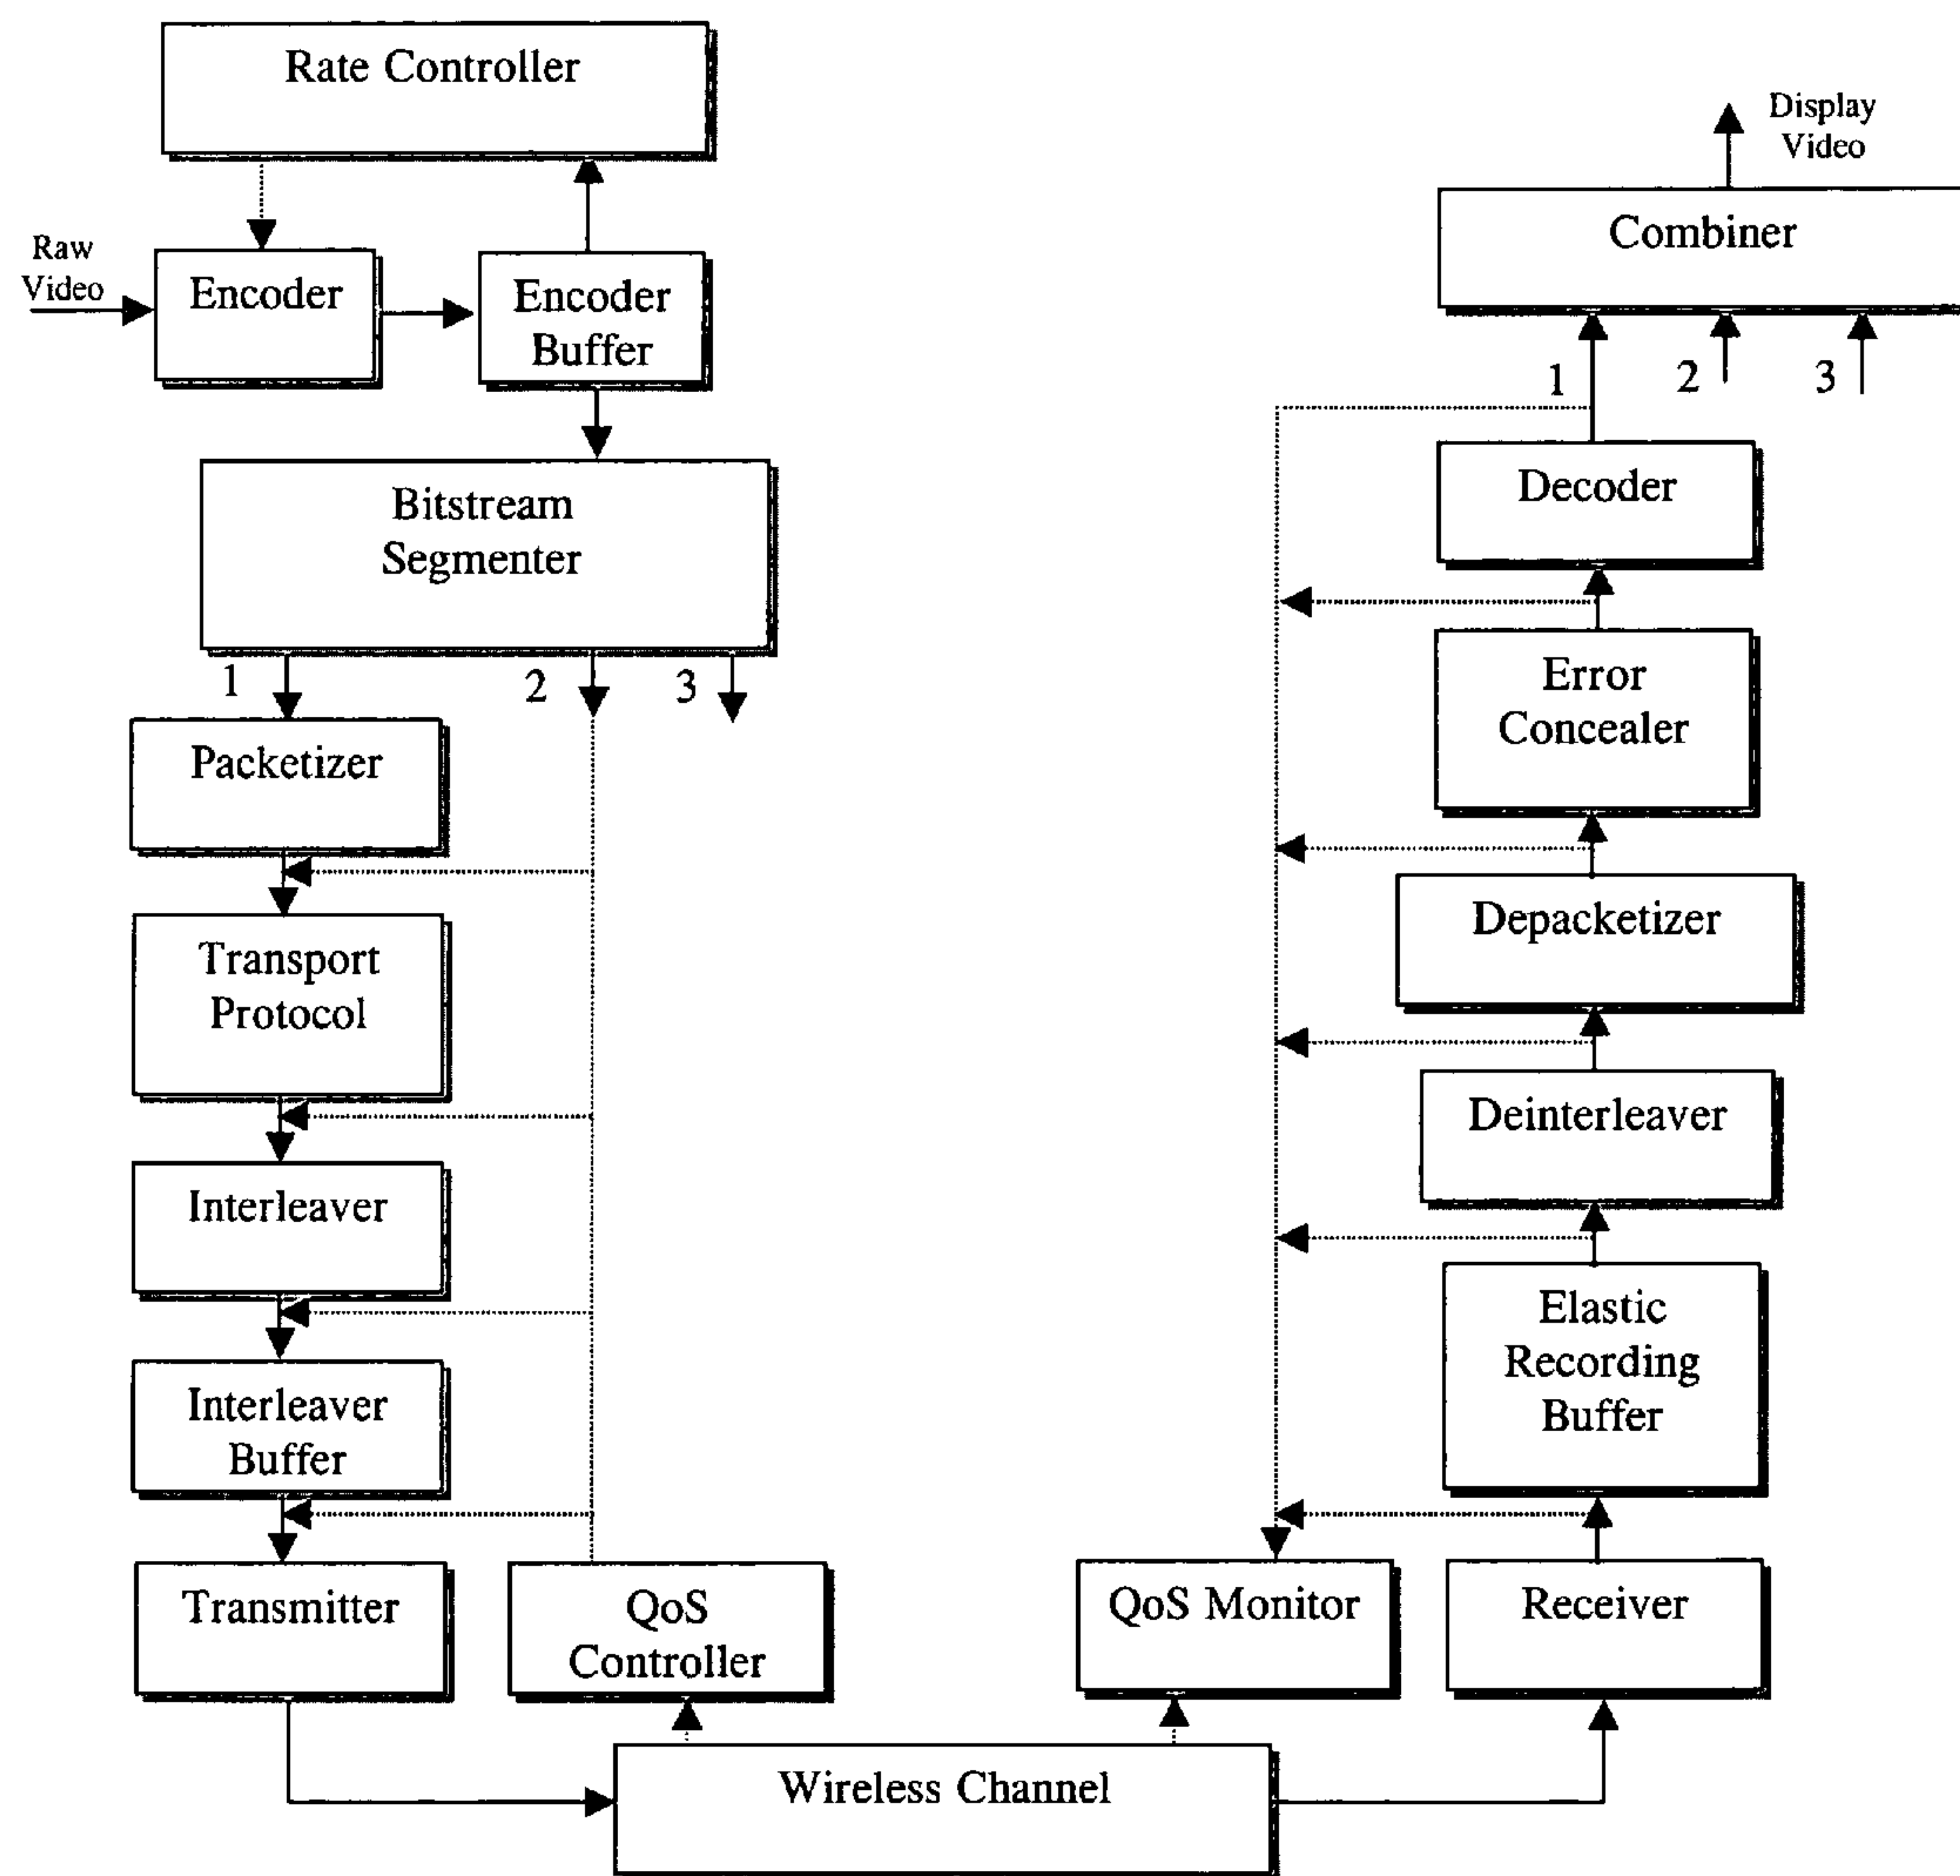 Rate Controller
Raw
Video
Encoder
Encoder
Buffer
Bitstream
Segmenter
1
2
3
Packetizer
Transport
Protocol
Interleaver
Interleaver
Buffer
Transmitter
QoS
Controller
Wireless Channel
Display
Video
Combiner
1
2
3
Decoder
Error
Concealer
Depacketizer
Deinterleaver
Elastic
Recording
Buffer
QoS Monitor
Receiver